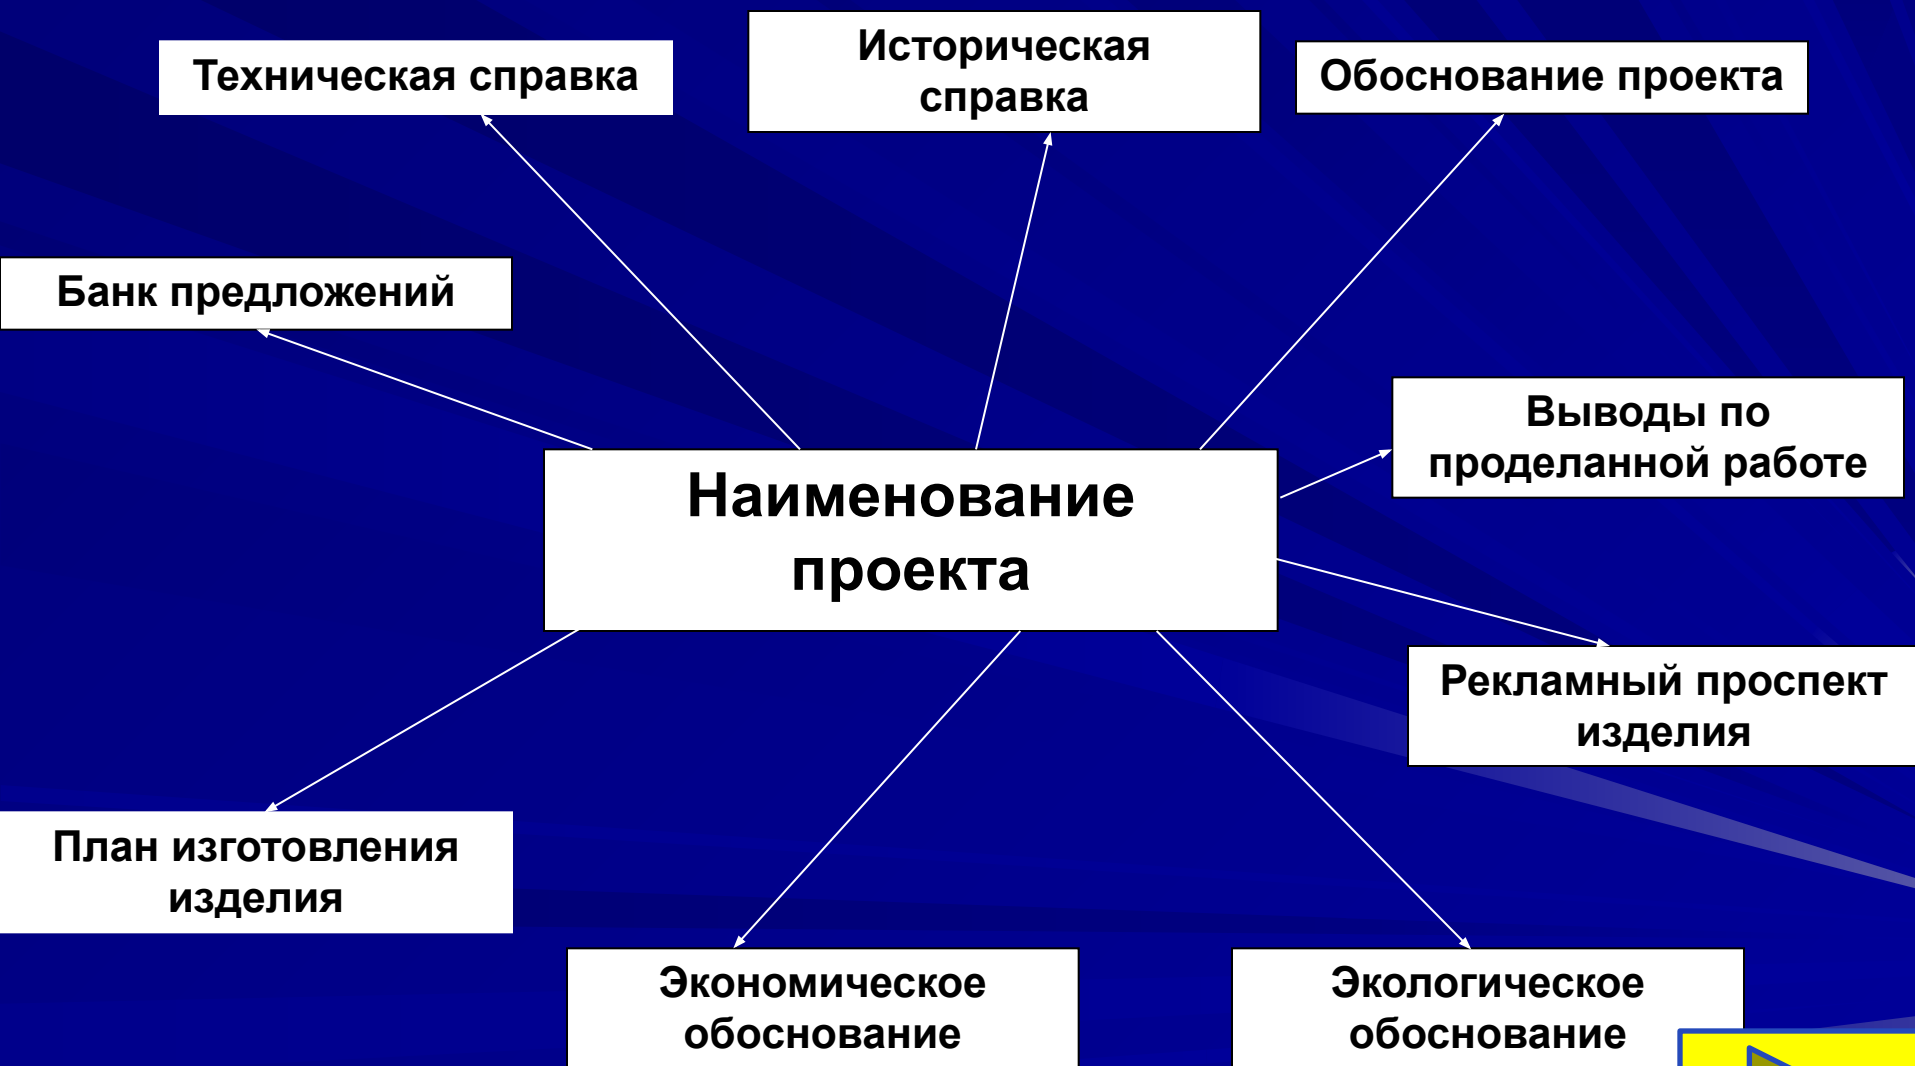 Техническая справка
Историческая
справка
Обоснование проекта
Банк предложений
Выводы по
проделанной работе
Наименование
проекта
Рекламный проспект
изделия
План изготовления
изделия
Экономическое
обоснование
Экологическое
обоснование